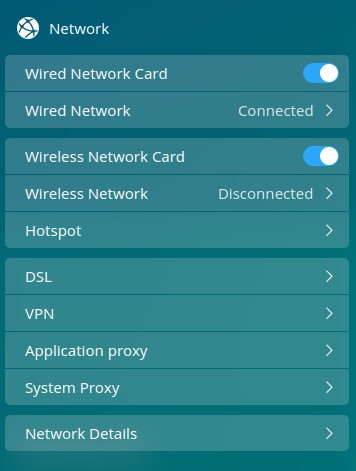 Network
Wired Network Card
Wired Network Connected
Wireless Network Card
Wireless Network Disconnected
Hotspot
DSL
VPN
Application proxy
System Proxy
Network Details